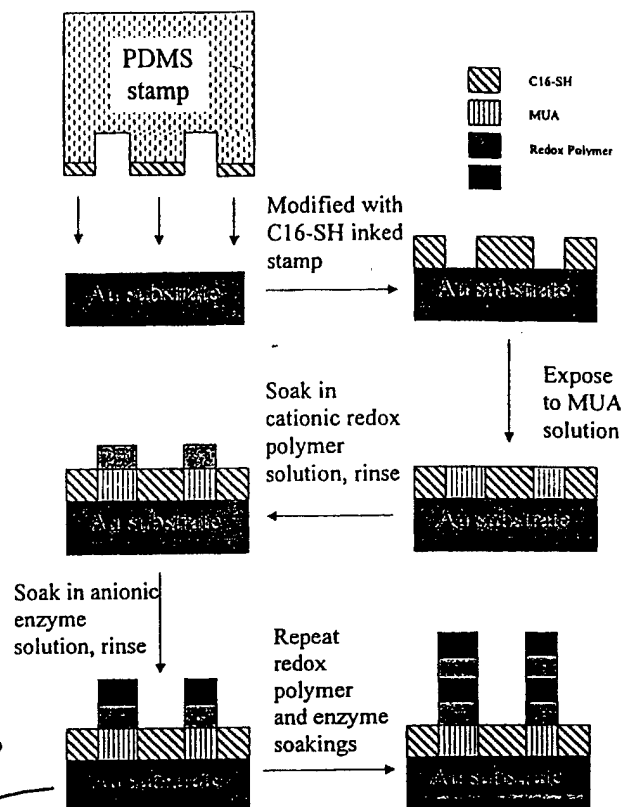 PDMS
stamp
C16-SH
MUA
Redox Polymer
Modified with
C16-SH inked
stamp
Au substrate
Au substrate
Expose
to MUA
solution
Soak in
cationic redox
polymer
solution, rinse
Au substrate
Au substrate
Soak in anionic
enzyme
solution, rinse
Repeat
redox
polymer
and enzyme
soakings
Au substrate
Au substrate